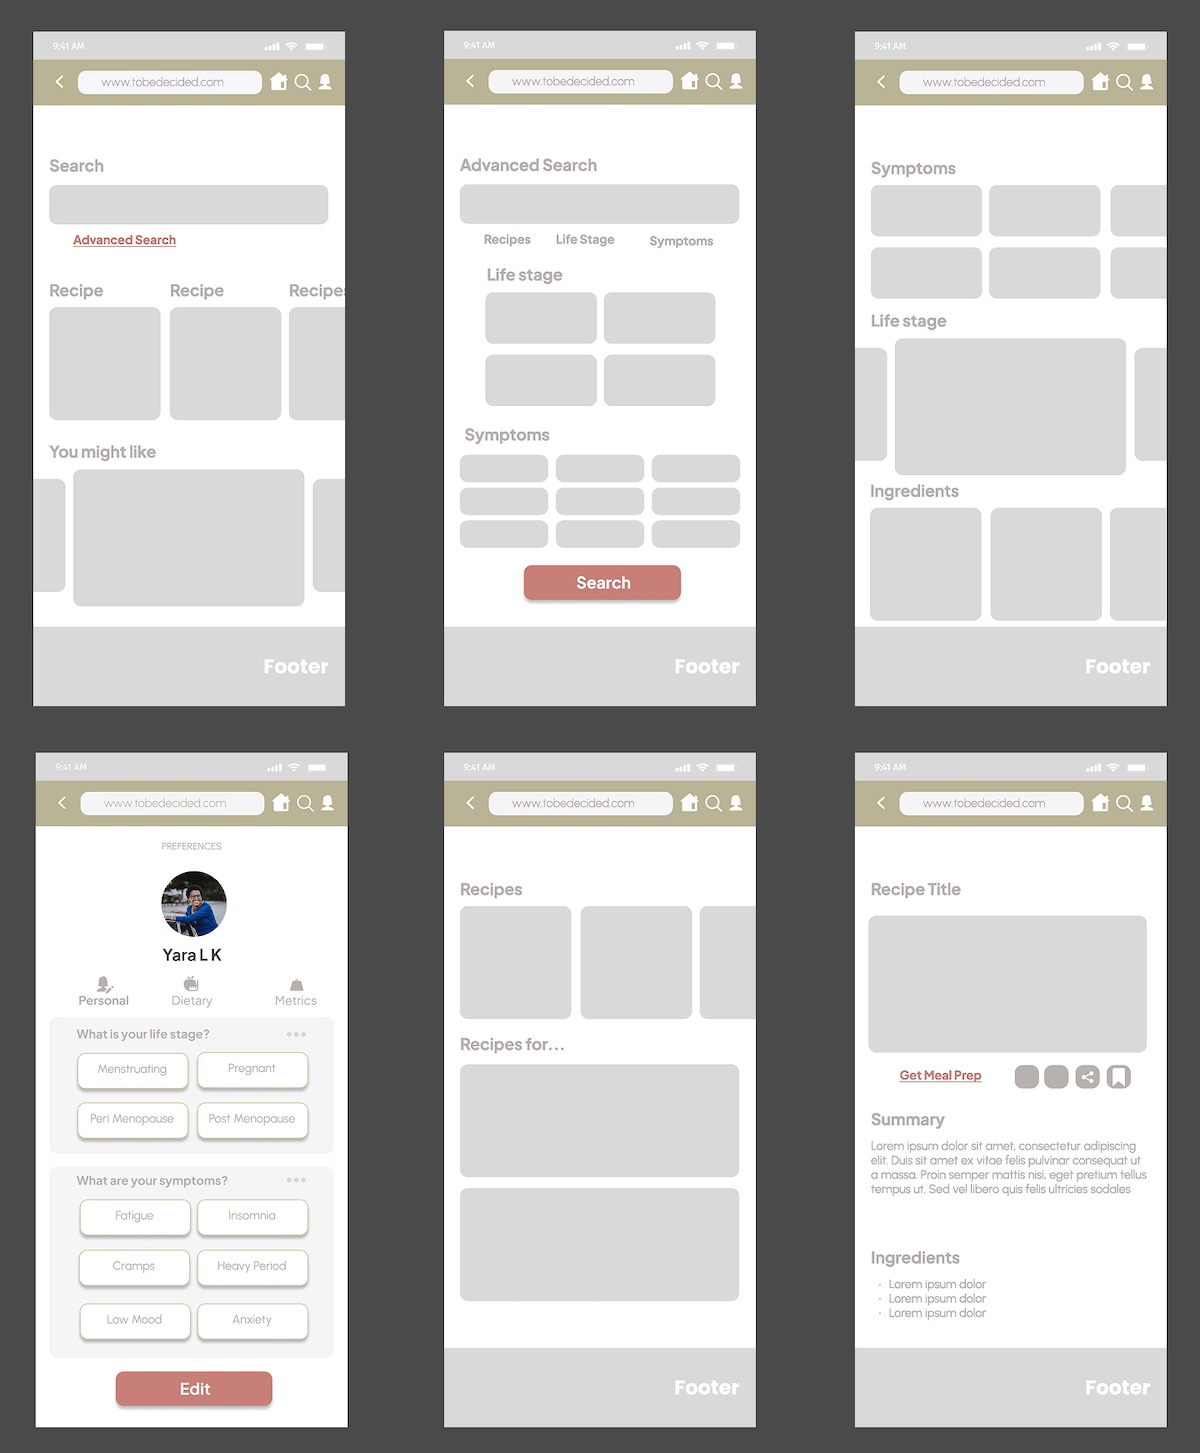 9:41 AM
www.tobedecided.com
Search
Advanced Search
Recipe Recipe Recipes
You might like
Footer
9:41 AM
www.tobedecided.com
Advanced Search
Recipes Life Stage Symptoms
Life stage
Symptoms
Search
Footer
9:41 AM
www.tobedecided.com
Symptoms
Life stage
Ingredients
Footer
9:41 AM
www.tobedecided.com
PREFERENCES
Yara L K
Personal Dietary Metrics
What is your life stage?
Menstruating Pregnant
Peri Menopause Post Menopause
What are your symptoms?
Fatigue Insomnia
Cramps Heavy Period
Low Mood Anxiety
Edit
9:41 AM
www.tobedecided.com
Recipes
Recipes for...
Footer
9:41 AM
www.tobedecided.com
Recipe Title
Get Meal Prep
Summary
Lorem ipsum dolor sit amet, consectetur adipiscing
elit. Duis sit amet ex vitae felis pulvinar consequat ut
a massa. Proin semper mattis nisi, eget pretium tellus
tempus ut. Sed vel libero quis felis ultricies sodales
Ingredients
· Lorem ipsum dolor
· Lorem ipsum dolor
· Lorem ipsum dolor
Footer